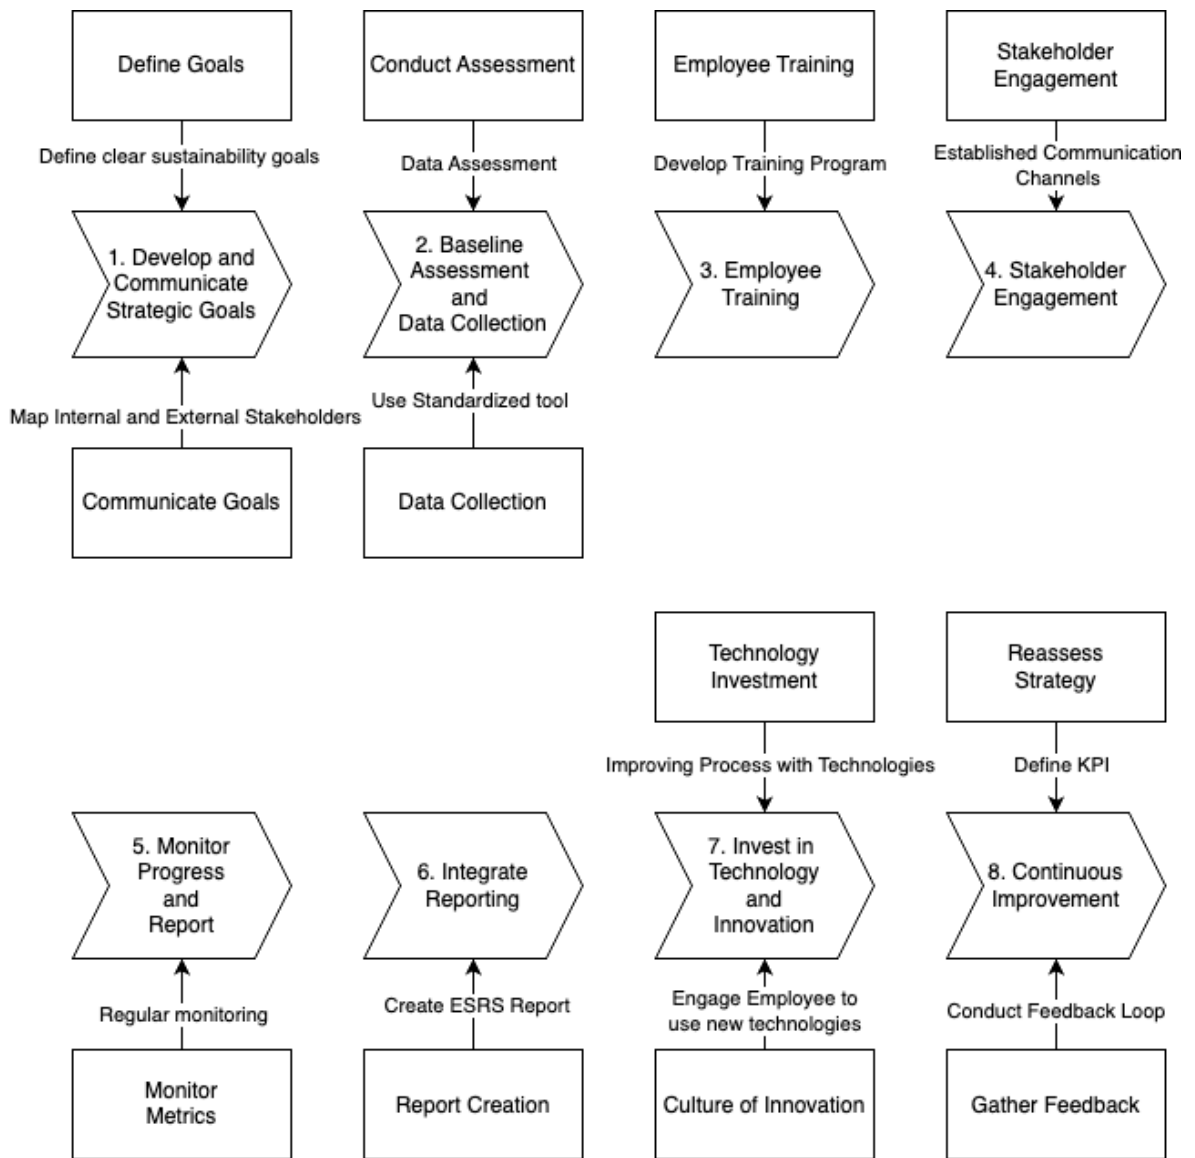 Define Goals
Conduct Assessment
Employee Training
Stakeholder
Engagement
Define clear sustainability goals
Data Assessment
Develop Training Program
Established Communication
Channels
1. Develop and
Communicate
Strategic Goals
2. Baseline
Assessment
and
Data Collection
3. Employee
Training
4. Stakeholder
Engagement
Map Internal and External Stakeholders
Use Standardized tool
Communicate Goals
Data Collection
Technology
Investment
Reassess
Strategy
Improving Process with Technologies
Define KPI
5. Monitor
Progress
and
Report
6. Integrate
Reporting
7. Invest in
Technology
and
Innovation
8. Continuous
Improvement
Regular monitoring
Create ESRS Report
Engage Employee to
use new technologies
Conduct Feedback Loop
Monitor
Metrics
Report Creation
Culture of Innovation
Gather Feedback